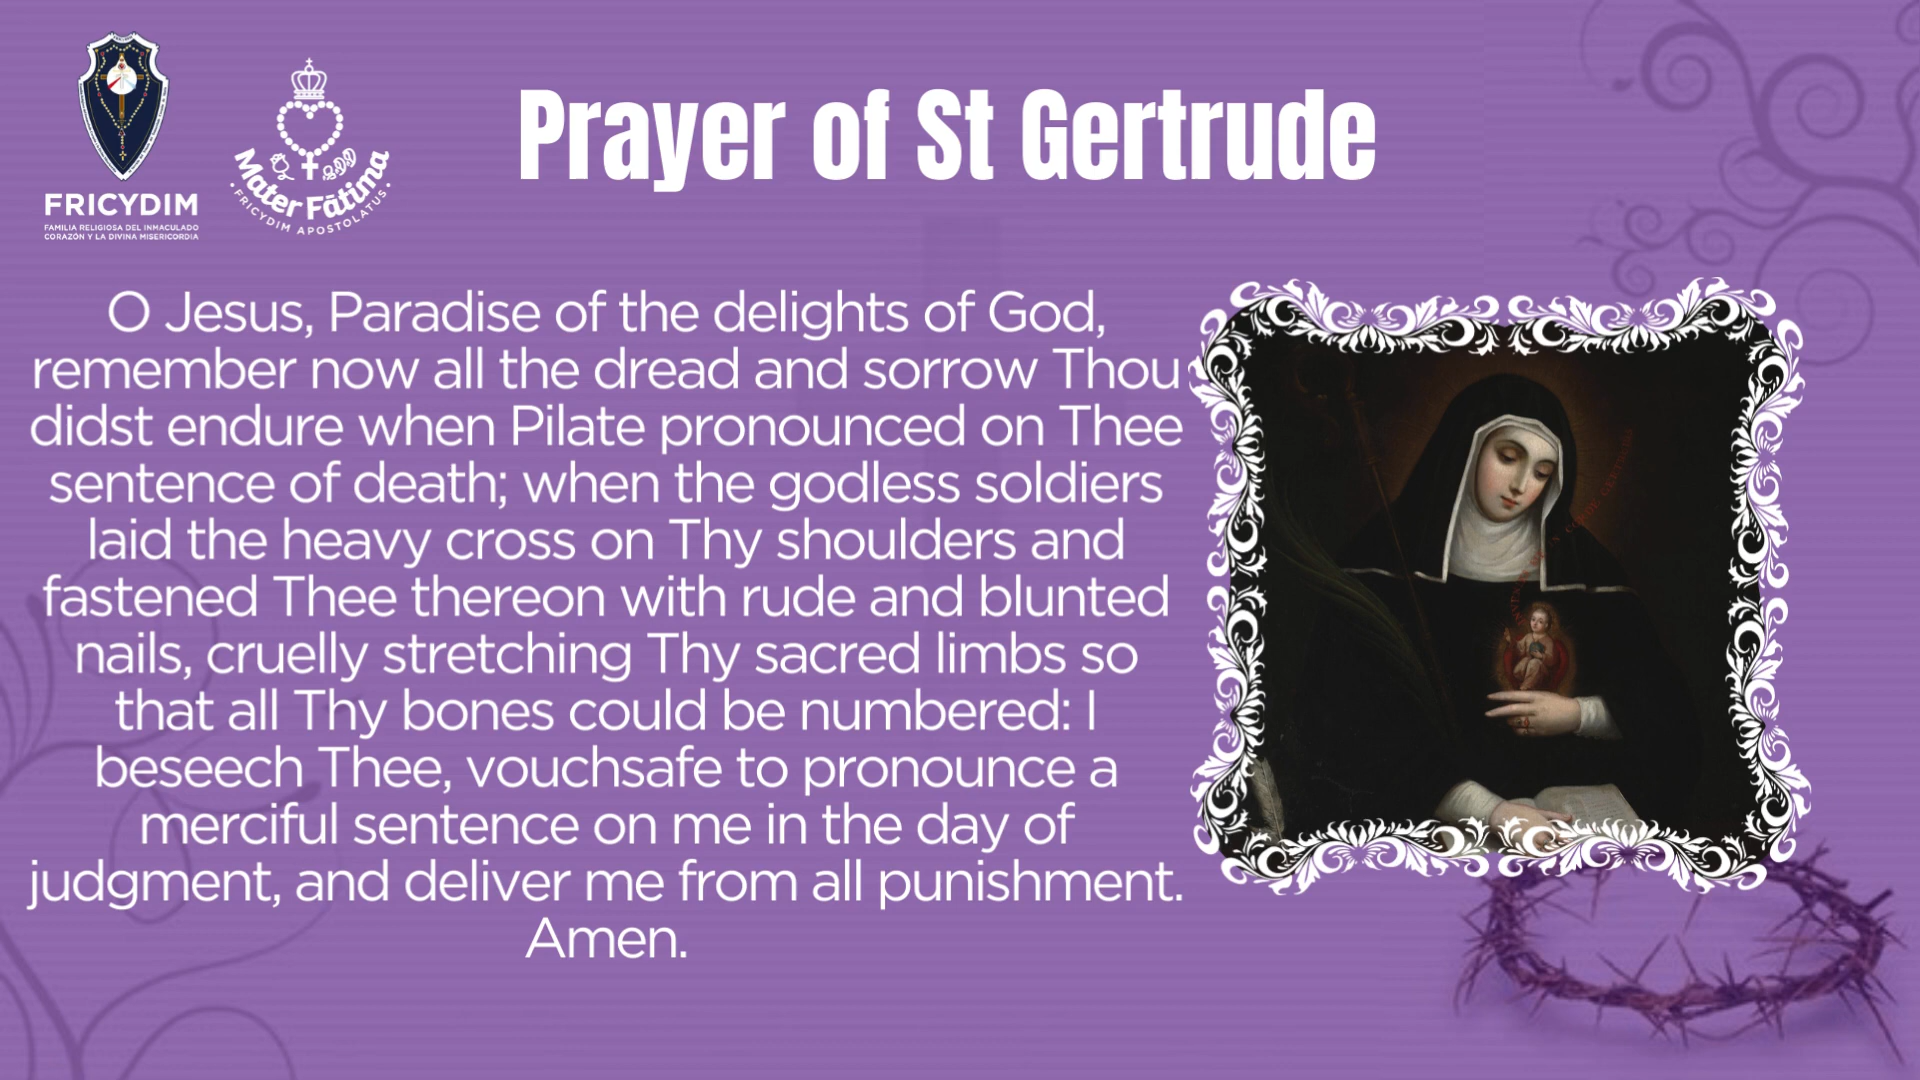 FRICYDIM
FAMILIA RELIGIOSA DEL INMACULADO
CORAZÓN Y LA DIVINA MISERICORDIA
Mater Fātima
• FRICYDIM APOSTOLATUS •
Prayer of St Gertrude
O Jesus, Paradise of the delights of God,
remember now all the dread and sorrow Thou
didst endure when Pilate pronounced on Thee
sentence of death; when the godless soldiers
laid the heavy cross on Thy shoulders and
fastened Thee thereon with rude and blunted
nails, cruelly stretching Thy sacred limbs so
that all Thy bones could be numbered: I
beseech Thee, vouchsafe to pronounce a
merciful sentence on me in the day of
judgment, and deliver me from all punishment.
Amen.